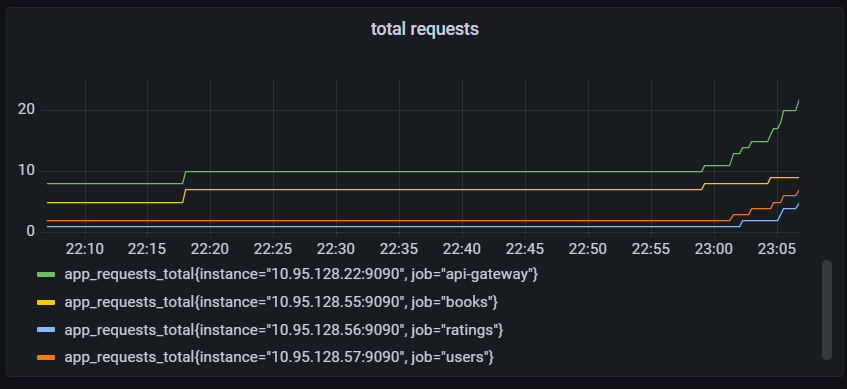 total requests
20
10
0
22:10 22:15 22:20 22:25 22:30 22:35 22:40 22:45 22:50 22:55 23:00 23:05
app_requests_total{instance="10.95.128.22:9090", job="api-gateway"}
app_requests_total{instance="10.95.128.55:9090", job="books"}
app_requests_total{instance="10.95.128.56:9090", job="ratings"}
app_requests_total{instance="10.95.128.57:9090", job="users"}